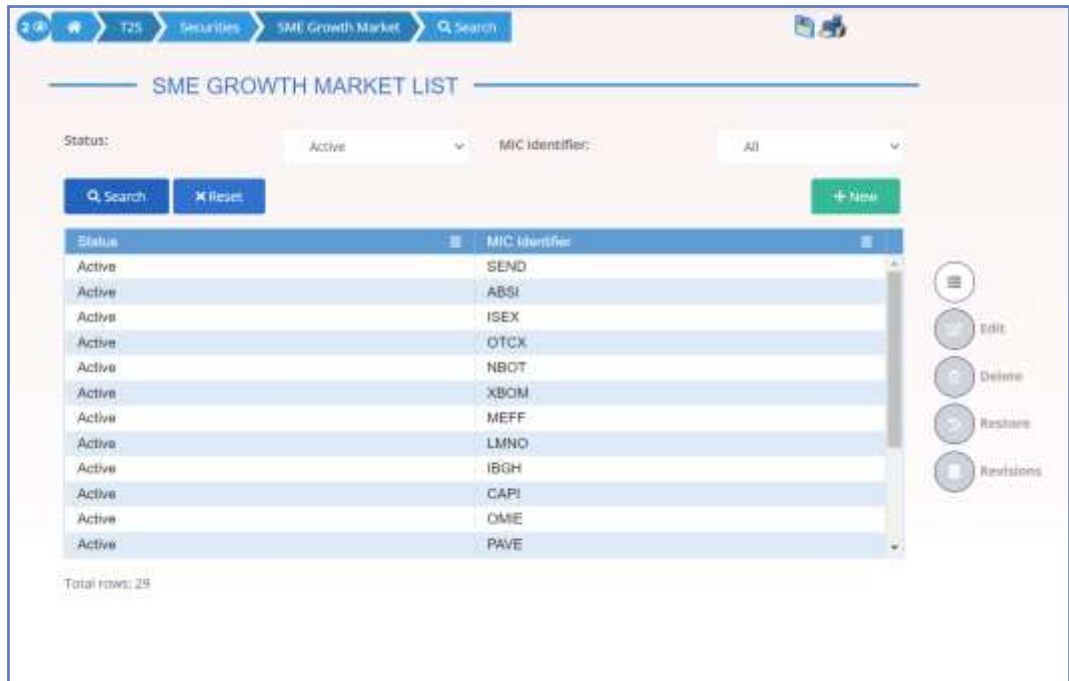 2 T2S Securities SME Growth Market Search
SME GROWTH MARKET LIST
Status: Active MIC identifier: All
Search Reset New
Status MIC Identifier
Active SEND
Active ABSI
Active ISEX
Active OTCX
Active NBOT
Active XBOM
Active MEFF
Active LMNO
Active IBGH
Active CAPI
Active OMIE
Active PAVE
Edit
Delete
Restore
Revisions
Total rows: 29